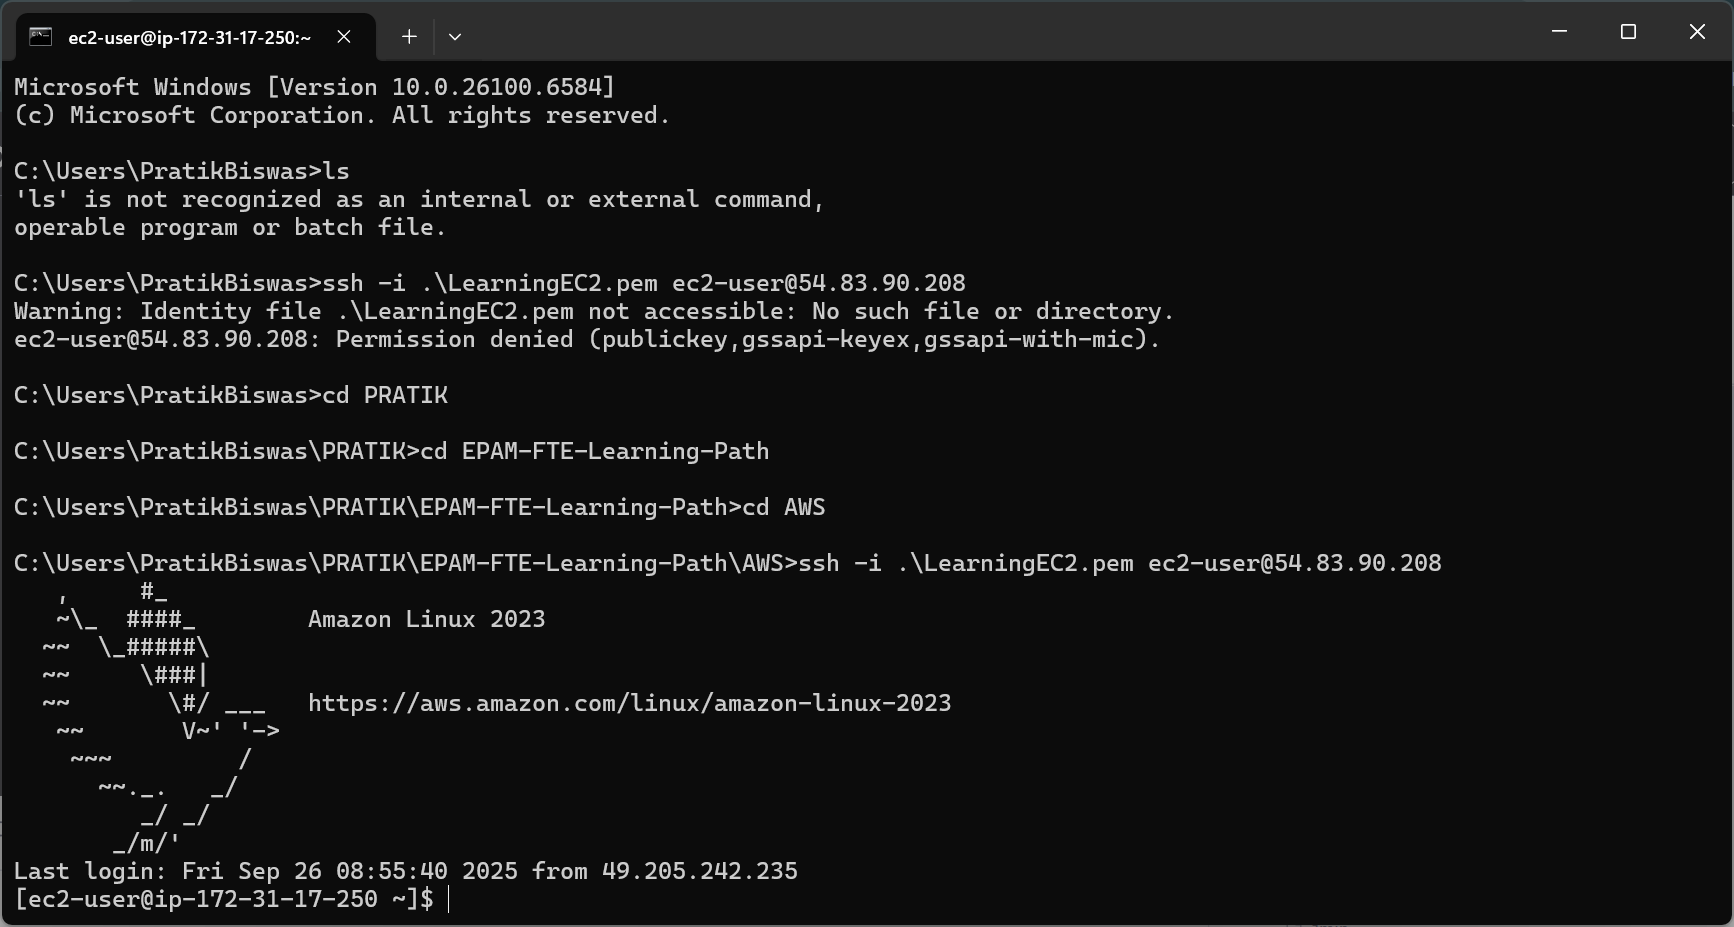 ec2-user@ip-172-31-17-250:~
Microsoft Windows [Version 10.0.26100.6584]
(c) Microsoft Corporation. All rights reserved.
C:\Users\PratikBiswas>ls
'ls' is not recognized as an internal or external command,
operable program or batch file.
C:\Users\PratikBiswas>ssh -i .\LearningEC2.pem ec2-user@54.83.90.208
Warning: Identity file .\LearningEC2.pem not accessible: No such file or directory.
ec2-user@54.83.90.208: Permission denied (publickey,gssapi-keyex,gssapi-with-mic).
C:\Users\PratikBiswas>cd PRATIK
C:\Users\PratikBiswas\PRATIK>cd EPAM-FTE-Learning-Path
C:\Users\PratikBiswas\PRATIK\EPAM-FTE-Learning-Path>cd AWS
C:\Users\PratikBiswas\PRATIK\EPAM-FTE-Learning-Path\AWS>ssh -i .\LearningEC2.pem ec2-user@54.83.90.208
   ,     #_
   ~\_  ####_        Amazon Linux 2023
  ~~  \_#####\
  ~~     \###|
  ~~       \#/ ___   https://aws.amazon.com/linux/amazon-linux-2023
   ~~       V~' '->
    ~~~         /
      ~~._.   _/
         _/ _/
       _/m/'
Last login: Fri Sep 26 08:55:40 2025 from 49.205.242.235
[ec2-user@ip-172-31-17-250 ~]$